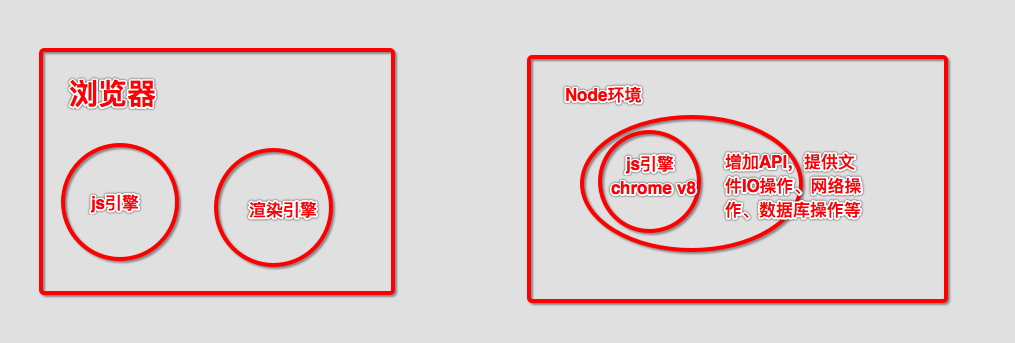 浏览器
js引擎
渲染引擎
Node环境
js引擎
chrome v8
增加API，提供文
件IO操作、网络操
作、数据库操作等